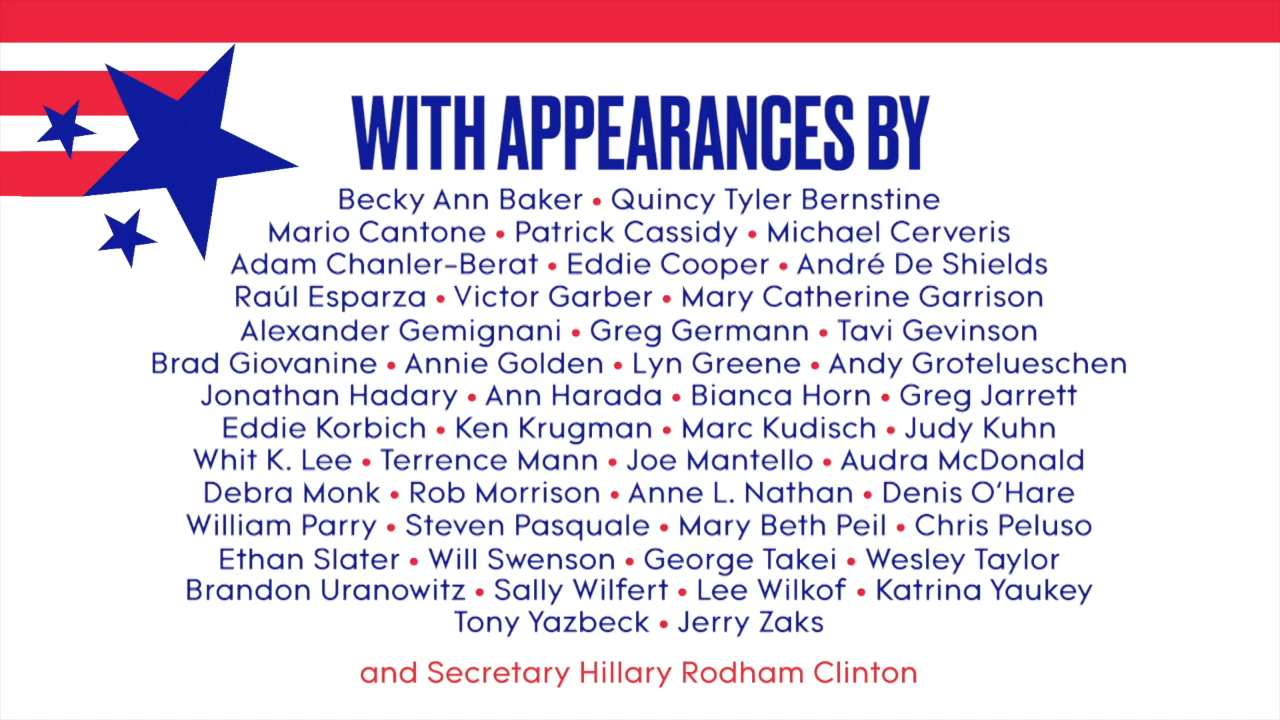 WITH APPEARANCES BY
Becky Ann Baker • Quincy Tyler Bernstine
Mario Cantone • Patrick Cassidy • Michael Cerveris
Adam Chanler-Berat • Eddie Cooper • André De Shields
Raúl Esparza • Victor Garber • Mary Catherine Garrison
Alexander Gemignani • Greg Germann • Tavi Gevinson
Brad Giovanine • Annie Golden • Lyn Greene • Andy Grotelueschen
Jonathan Hadary • Ann Harada • Bianca Horn • Greg Jarrett
Eddie Korbich • Ken Krugman • Marc Kudisch • Judy Kuhn
Whit K. Lee • Terrence Mann • Joe Mantello • Audra McDonald
Debra Monk • Rob Morrison • Anne L. Nathan • Denis O’Hare
William Parry • Steven Pasquale • Mary Beth Peil • Chris Peluso
Ethan Slater • Will Swenson • George Takei • Wesley Taylor
Brandon Uranowitz • Sally Wilfert • Lee Wilkof • Katrina Yaukey
Tony Yazbeck • Jerry Zaks
and Secretary Hillary Rodham Clinton